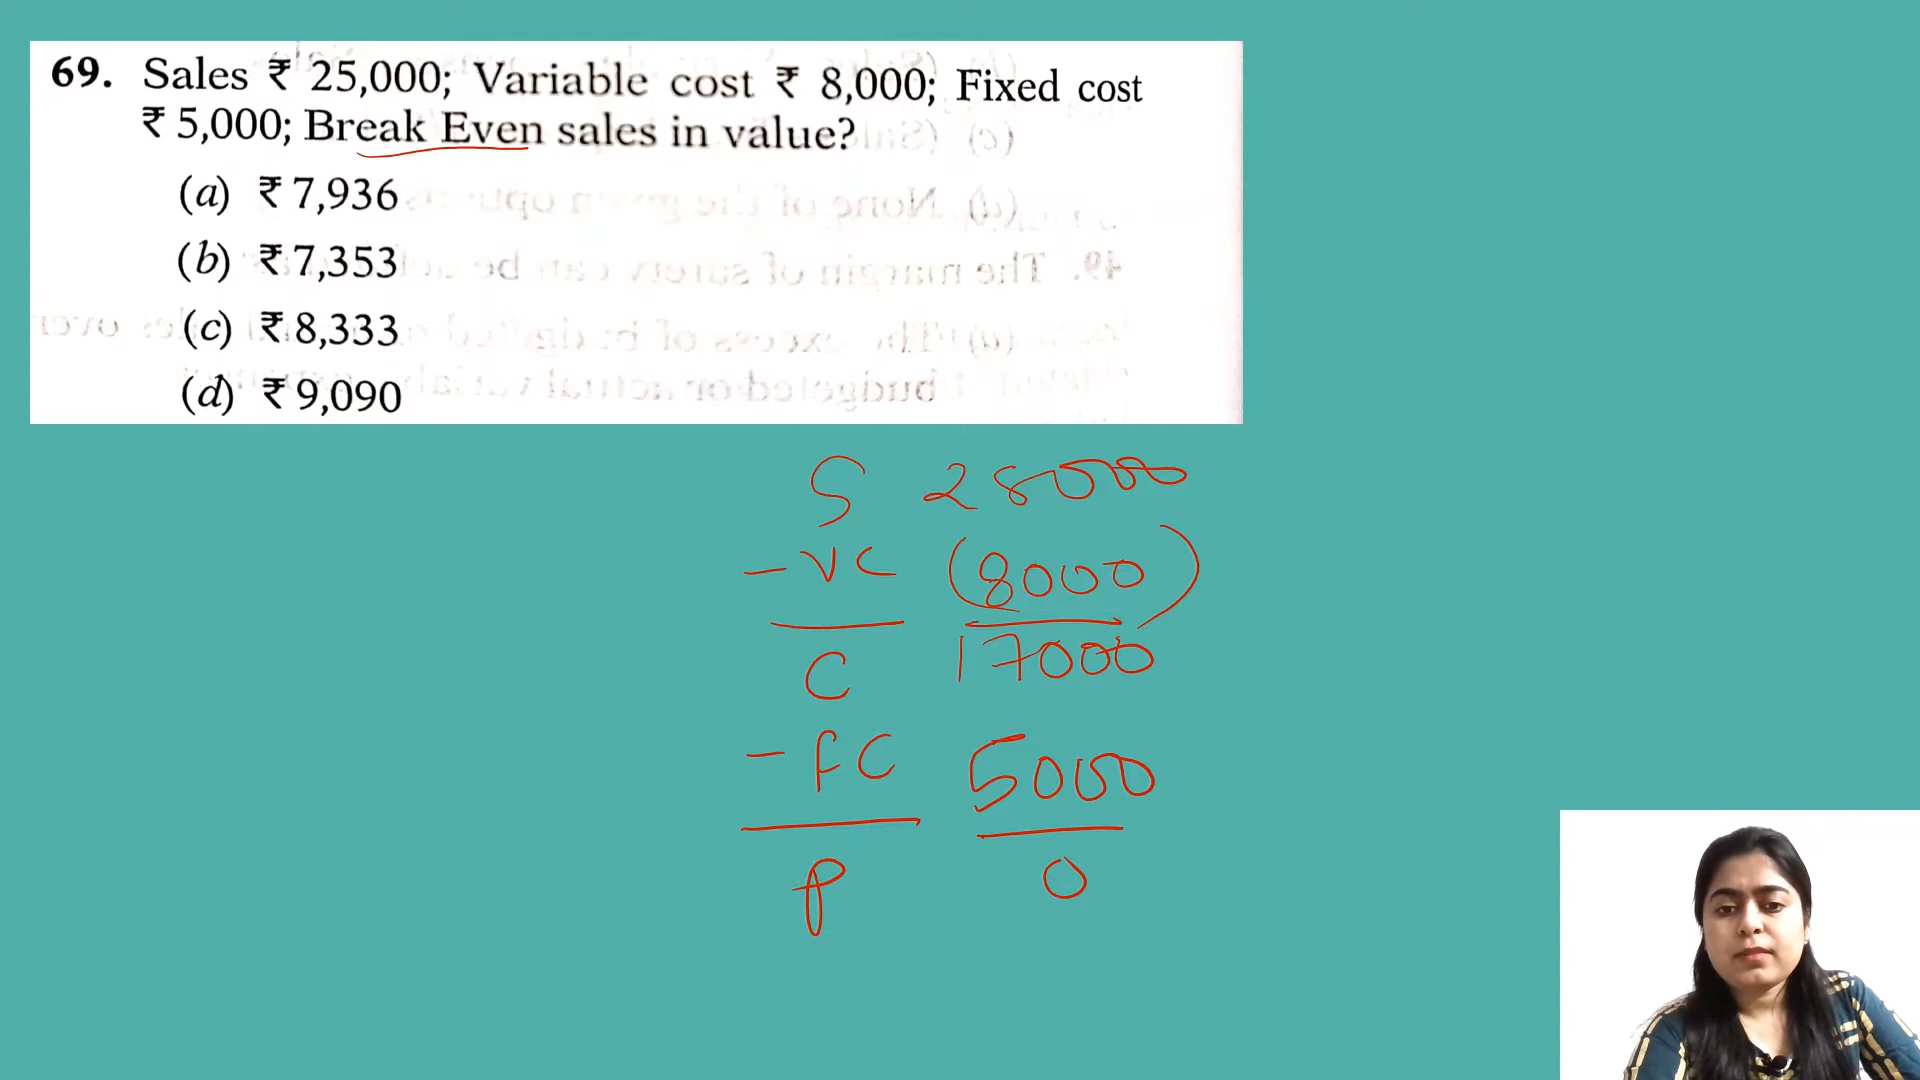 69. Sales ₹ 25,000; Variable cost ₹ 8,000; Fixed cost
₹ 5,000; Break Even sales in value?
(a) ₹ 7,936
(b) ₹ 7,353
(c) ₹ 8,333
(d) ₹ 9,090
S 25000
- VC (8000)
C 17000
- FC 5000
P 0